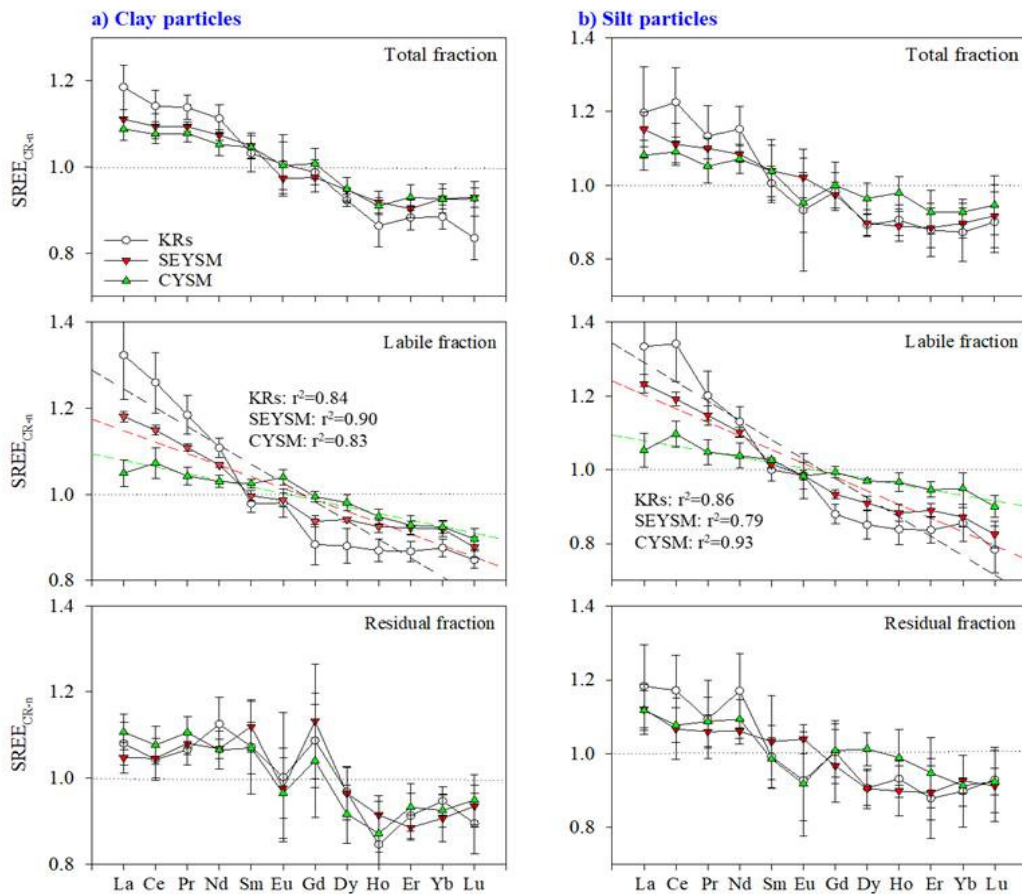 a) Clay particles
b) Silt particles
Total fraction
SREE_CR-n
1.2
1.0
0.8
KRs
SEYSM
CYSM
Total fraction
1.4
1.2
1.0
0.8
Labile fraction
SREE_CR-n
1.4
1.2
1.0
0.8
KRs: r²=0.84
SEYSM: r²=0.90
CYSM: r²=0.83
Labile fraction
1.4
1.2
1.0
0.8
KRs: r²=0.86
SEYSM: r²=0.79
CYSM: r²=0.93
Residual fraction
SREE_CR-n
1.4
1.2
1.0
0.8
La Ce Pr Nd Sm Eu Gd Dy Ho Er Yb Lu
Residual fraction
1.4
1.2
1.0
0.8
La Ce Pr Nd Sm Eu Gd Dy Ho Er Yb Lu